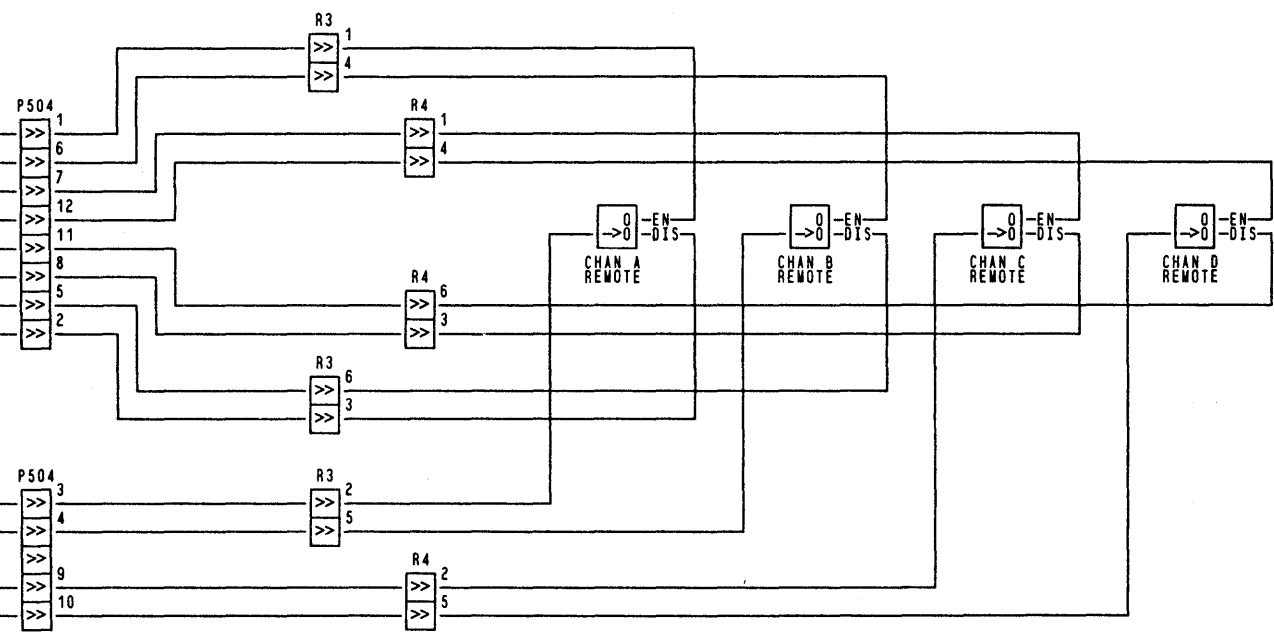 R3
1
4
P504
1
6
7
12
11
8
5
2
R4
1
4
0 EN
->0 DIS
CHAN A
REMOTE
0 EN
->0 DIS
CHAN B
REMOTE
0 EN
->0 DIS
CHAN C
REMOTE
0 EN
->0 DIS
CHAN D
REMOTE
R4
6
3
R3
6
3
P504
3
4
9
10
R3
2
5
R4
2
5